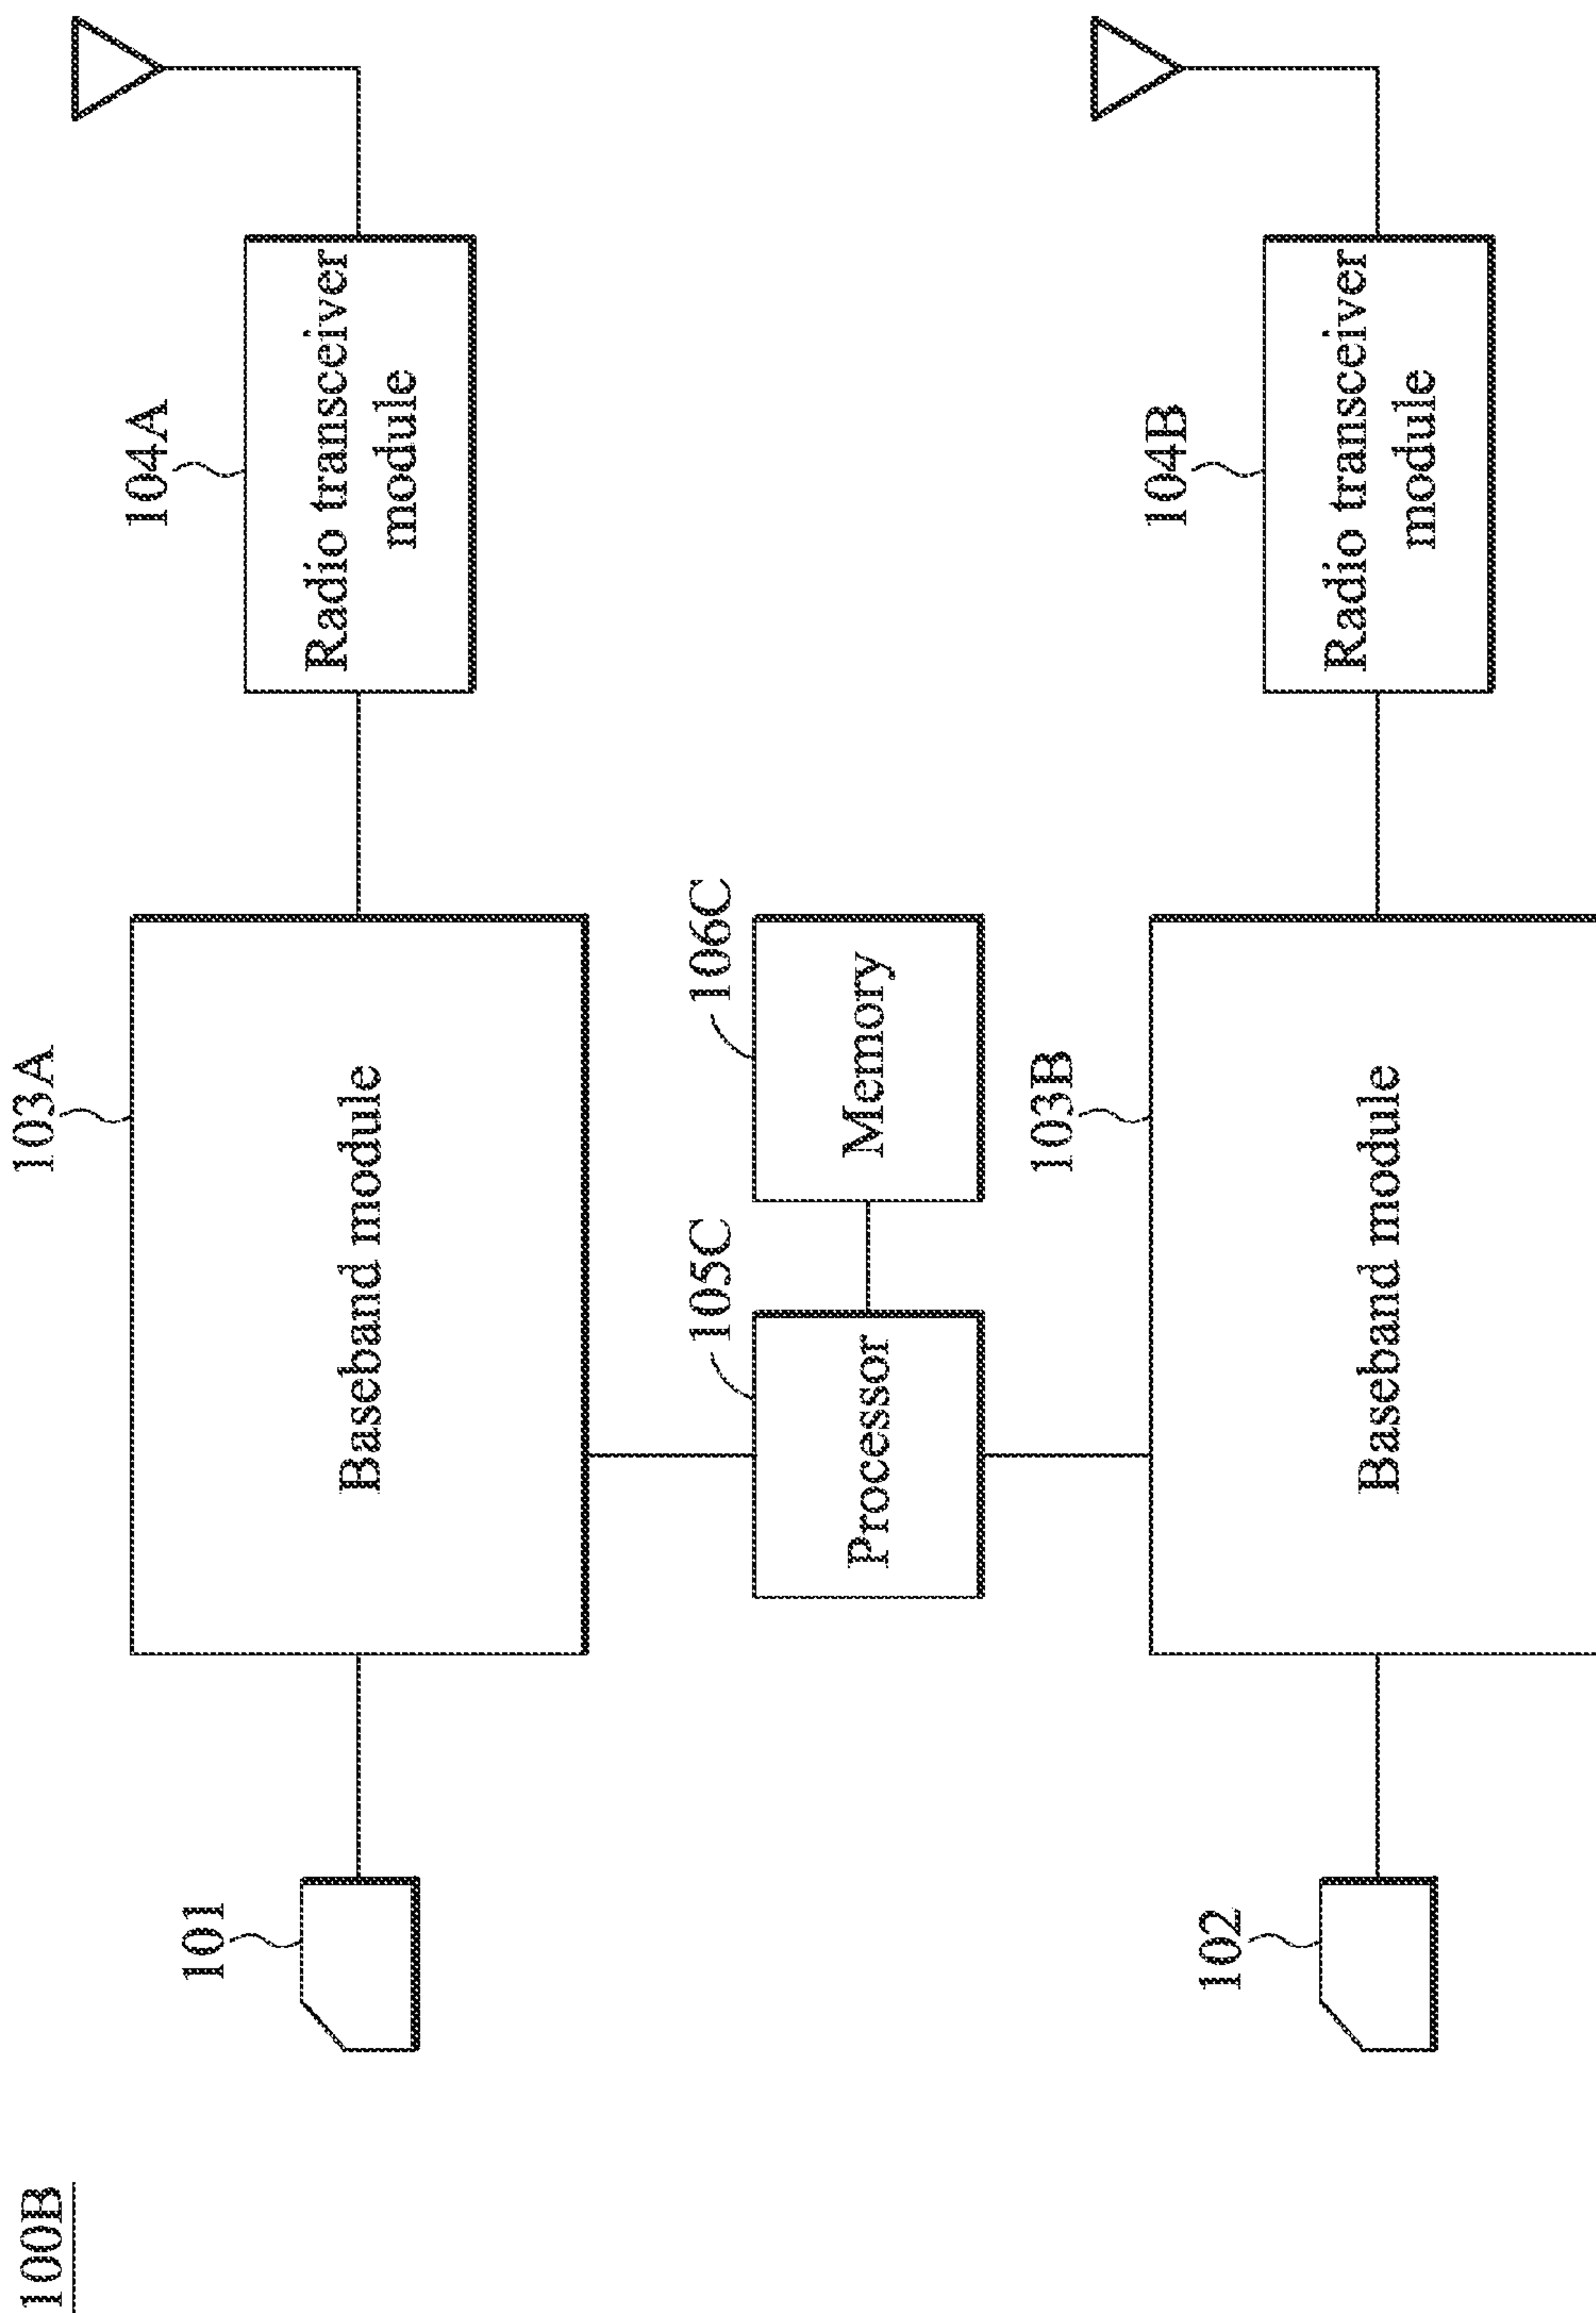 100B
103A
104A
101
Baseband module
Radio transceiver
module
105C
106C
Processor
Memory
103B
104B
102
Baseband module
Radio transceiver
module